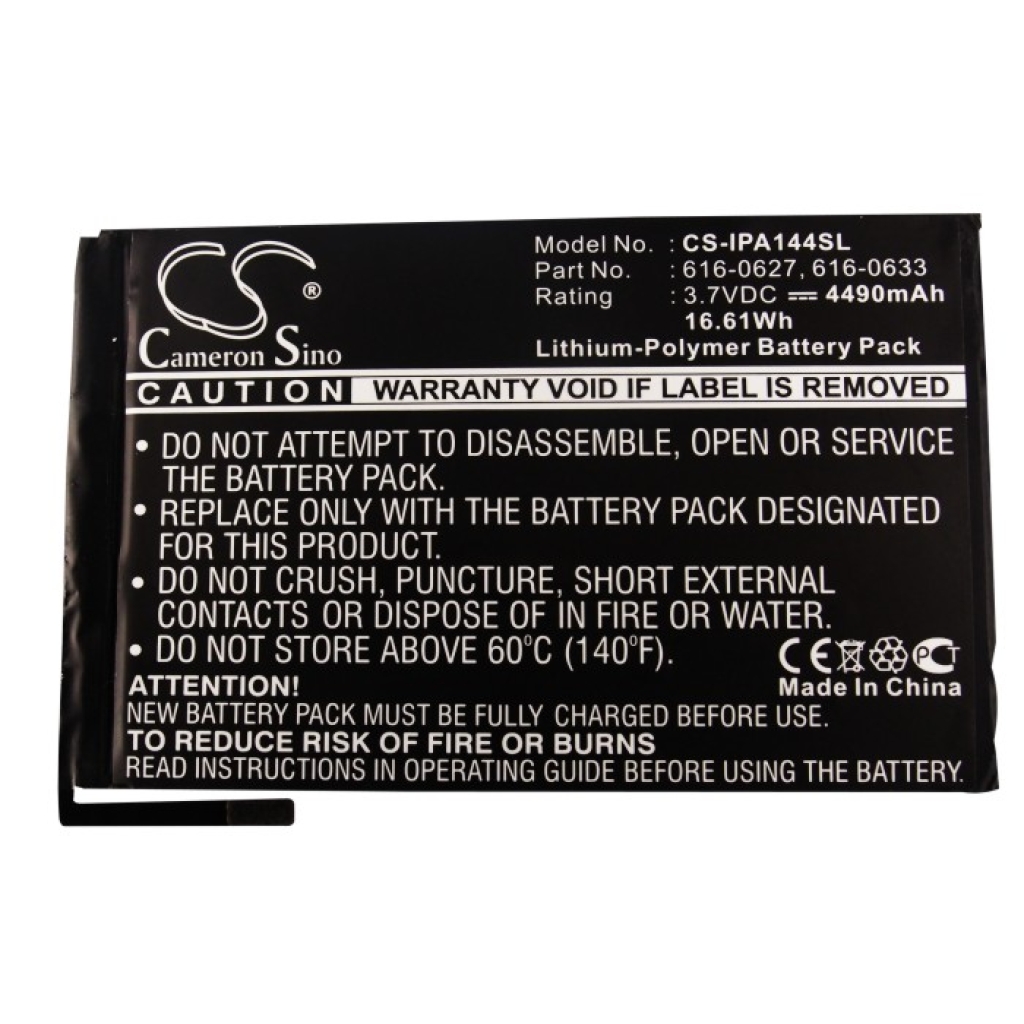 CS®
Cameron Sino
Model No. : CS-IPA144SL
Part No. : 616-0627, 616-0633
Rating : 3.7VDC ⎓ 4490mAh
16.61Wh
Lithium-Polymer Battery Pack
CAUTION WARRANTY VOID IF LABEL IS REMOVED
• DO NOT ATTEMPT TO DISASSEMBLE, OPEN OR SERVICE
THE BATTERY PACK.
• REPLACE ONLY WITH THE BATTERY PACK DESIGNATED
FOR THIS PRODUCT.
• DO NOT CRUSH, PUNCTURE, SHORT EXTERNAL
CONTACTS OR DISPOSE OF IN FIRE OR WATER.
• DO NOT STORE ABOVE 60°C (140°F).
CE PCT
Made In China
ATTENTION!
NEW BATTERY PACK MUST BE FULLY CHARGED BEFORE USE.
TO REDUCE RISK OF FIRE OR BURNS
READ INSTRUCTIONS IN OPERATING GUIDE BEFORE USING THE BATTERY.